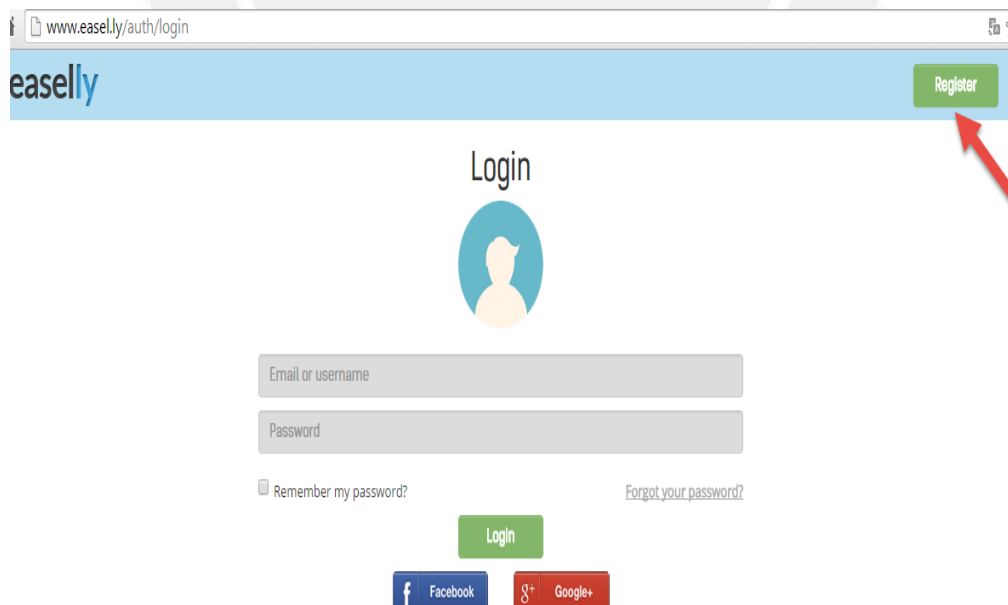 www.easel.ly/auth/login
easelly
Register
Login
Email or username
Password
Remember my password?
Forgot your password?
Login
f Facebook
g+ Google+